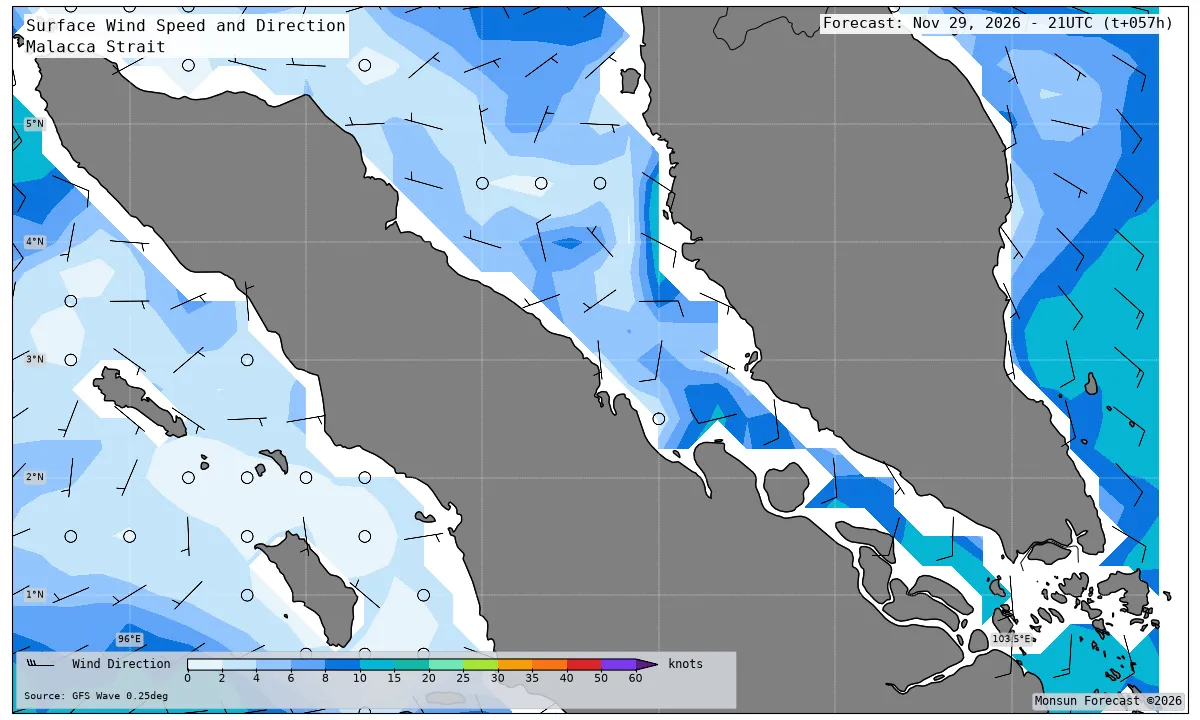 Surface Wind Speed and Direction
Malacca Strait
Forecast: Nov 29, 2026 - 21UTC (t+057h)
5°N
4°N
3°N
2°N
1°N
96°E
103.5°E
Wind Direction
knots
0 2 4 6 8 10 12 15 20 25 30 35 40 50 60
Source: GFS Wave 0.25deg
Monsun Forecast ©2026